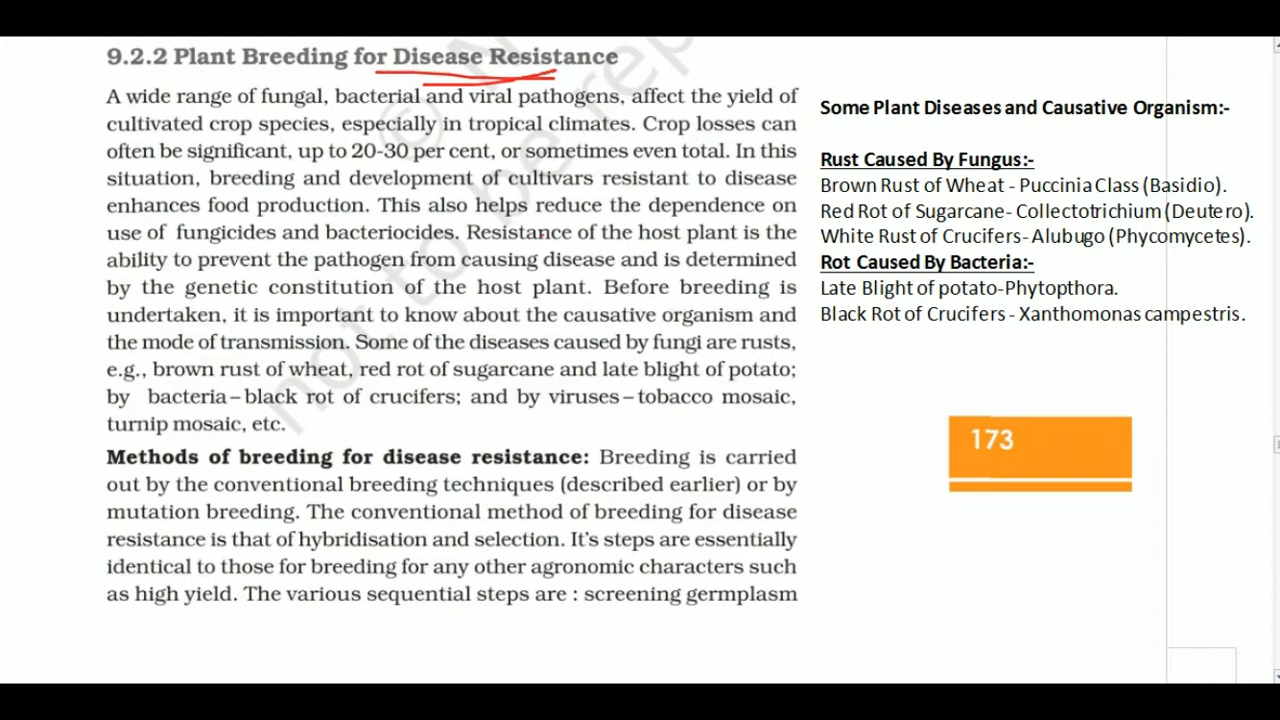 9.2.2 Plant Breeding for Disease Resistance
A wide range of fungal, bacterial and viral pathogens, affect the yield of
cultivated crop species, especially in tropical climates. Crop losses can
often be significant, up to 20-30 per cent, or sometimes even total. In this
situation, breeding and development of cultivars resistant to disease
enhances food production. This also helps reduce the dependence on
use of fungicides and bacteriocides. Resistance of the host plant is the
ability to prevent the pathogen from causing disease and is determined
by the genetic constitution of the host plant. Before breeding is
undertaken, it is important to know about the causative organism and
the mode of transmission. Some of the diseases caused by fungi are rusts,
e.g., brown rust of wheat, red rot of sugarcane and late blight of potato;
by bacteria – black rot of crucifers; and by viruses – tobacco mosaic,
turnip mosaic, etc.
Methods of breeding for disease resistance: Breeding is carried
out by the conventional breeding techniques (described earlier) or by
mutation breeding. The conventional method of breeding for disease
resistance is that of hybridisation and selection. It's steps are essentially
identical to those for breeding for any other agronomic characters such
as high yield. The various sequential steps are : screening germplasm
Some Plant Diseases and Causative Organism:-
Rust Caused By Fungus:-
Brown Rust of Wheat - Puccinia Class (Basidio).
Red Rot of Sugarcane- Collectotrichium (Deutero).
White Rust of Crucifers- Alubugo (Phycomycetes).
Rot Caused By Bacteria:-
Late Blight of potato-Phytopthora.
Black Rot of Crucifers - Xanthomonas campestris.
173
© N
not to be rep